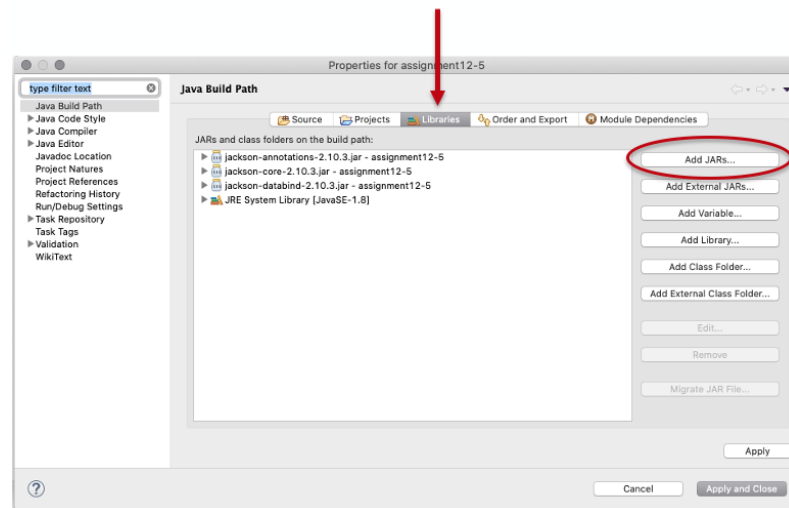 Properties for assignment12-5
type filter text
Java Build Path
Java Build Path
Java Code Style
Java Compiler
Java Editor
Javadoc Location
Project Natures
Project References
Refactoring History
Run/Debug Settings
Task Repository
Task Tags
Validation
WikiText
Source Projects Libraries Order and Export Module Dependencies
JARs and class folders on the build path:
jackson-annotations-2.10.3.jar - assignment12-5
jackson-core-2.10.3.jar - assignment12-5
jackson-databind-2.10.3.jar - assignment12-5
JRE System Library [JavaSE-1.8]
Add JARs...
Add External JARs...
Add Variable...
Add Library...
Add Class Folder...
Add External Class Folder...
Edit...
Remove
Migrate JAR File...
Apply
?
Cancel Apply and Close